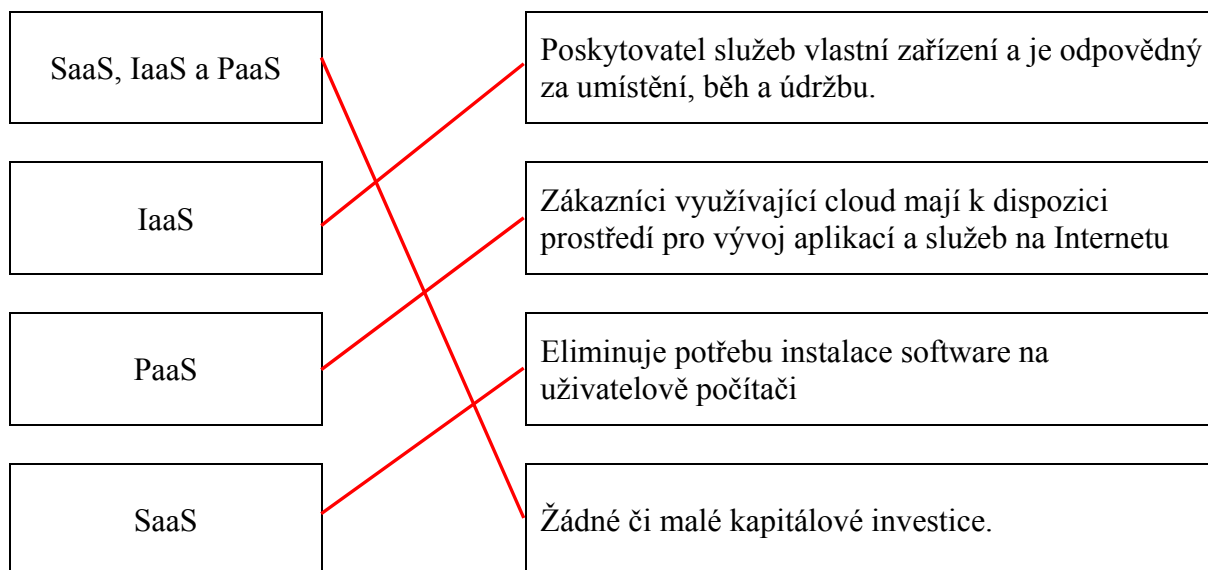 SaaS, IaaS a PaaS
Poskytovatel služeb vlastní zařízení a je odpovědný
za umístění, běh a údržbu.
IaaS
Zákazníci využívající cloud mají k dispozici
prostředí pro vývoj aplikací a služeb na Internetu
PaaS
Eliminuje potřebu instalace software na
uživatelově počítači
SaaS
Žádné či malé kapitálové investice.